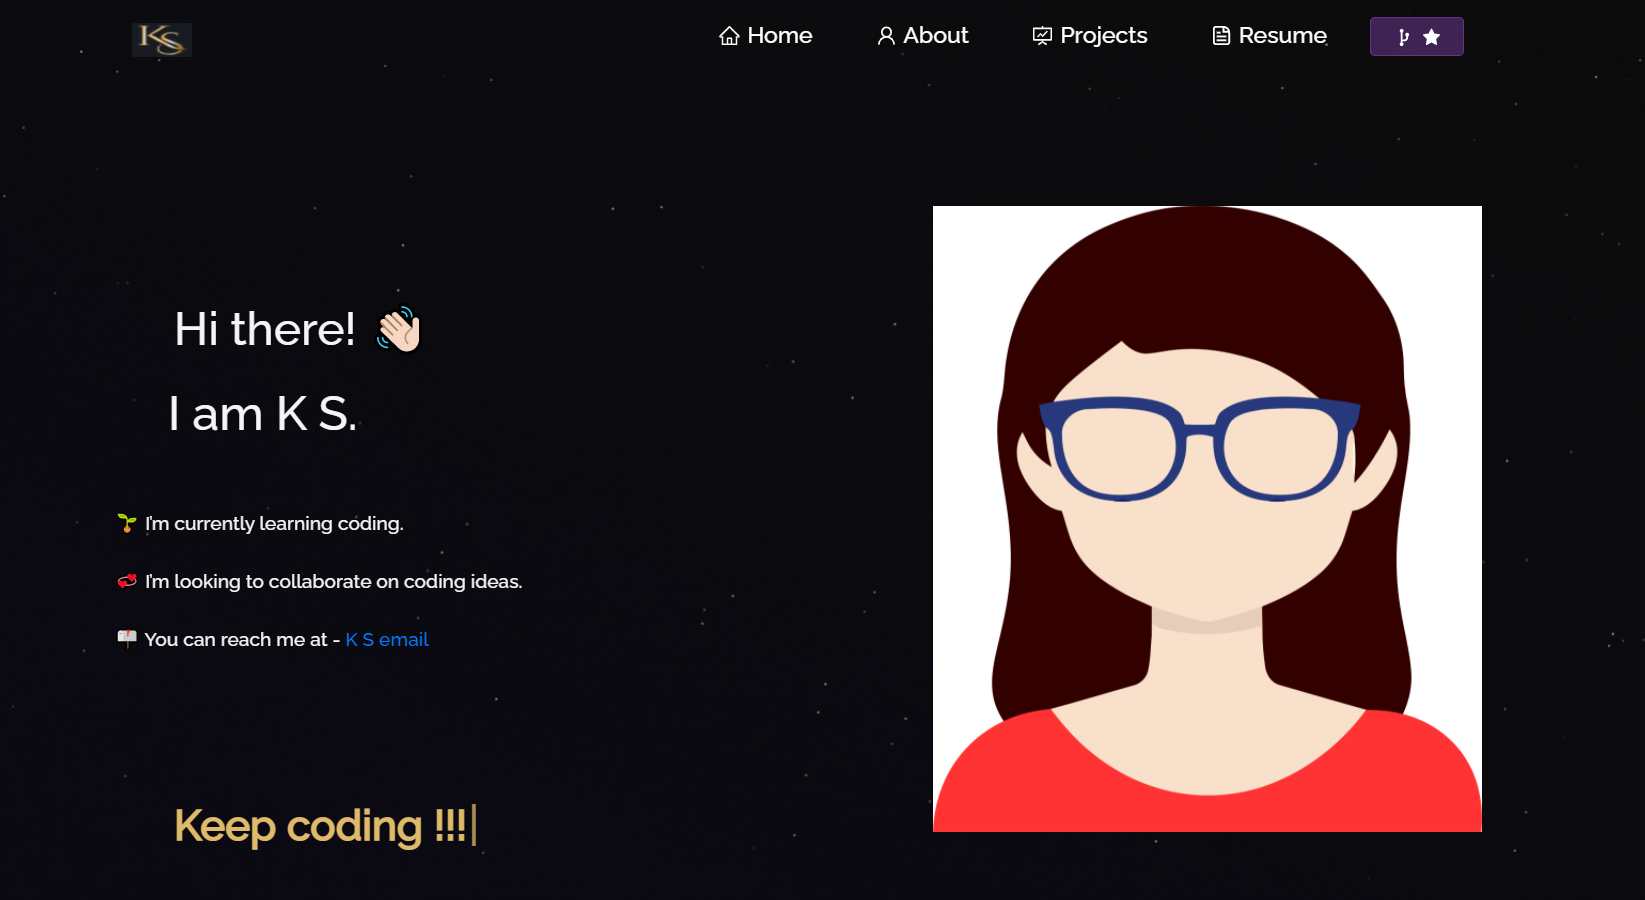 KS
Home About Projects Resume
Hi there! 👋🏻
I am K S.
🌱 I'm currently learning coding.
💞 I'm looking to collaborate on coding ideas.
📫 You can reach me at - K S email
Keep coding !!!|